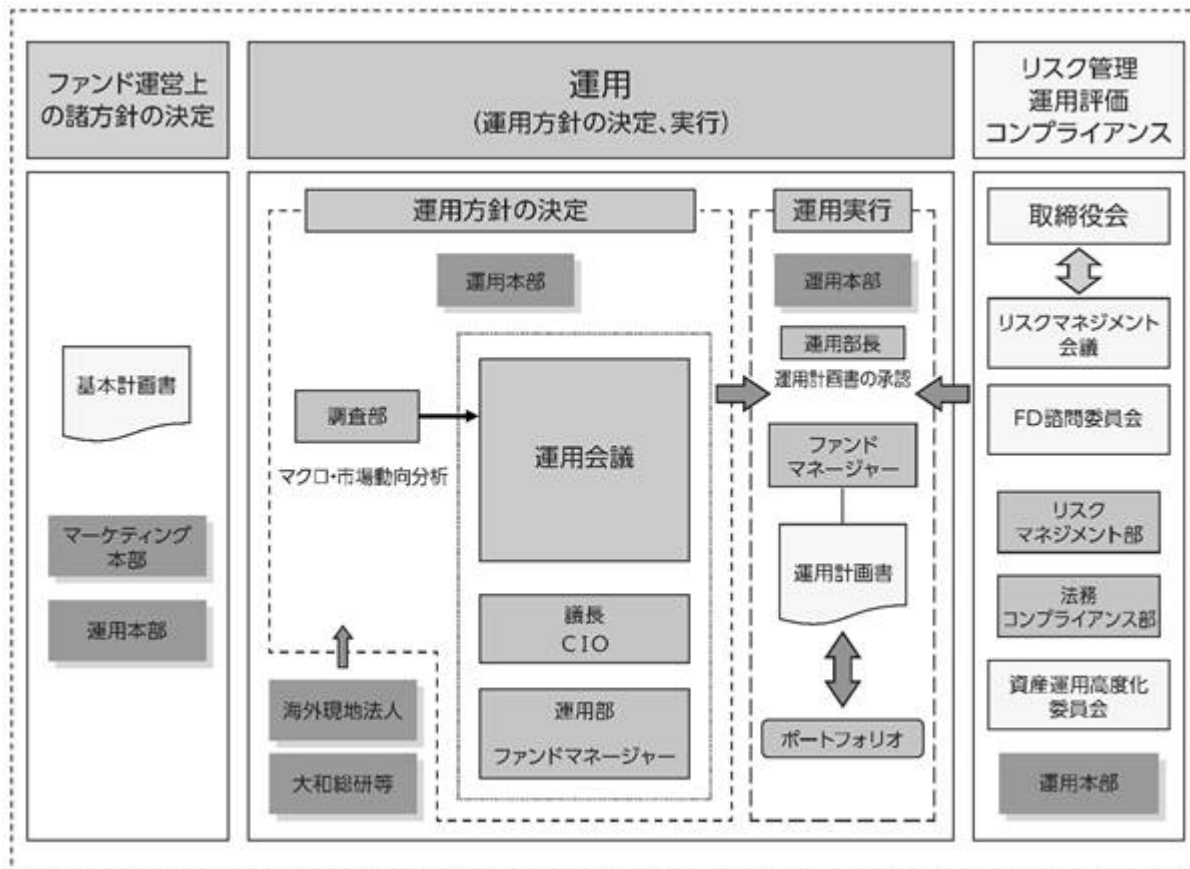 ファンド運営上
の諸方針の決定
運用
(運用方針の決定、実行)
リスク管理
運用評価
コンプライアンス
基本計画書
マーケティング
本部
運用本部
運用方針の決定
運用本部
調査部
マクロ・市場動向分析
運用会議
議長
CIO
運用部
ファンドマネージャー
海外現地法人
大和総研等
運用実行
運用本部
運用部長
運用計画書の承認
ファンド
マネージャー
運用計画書
ポートフォリオ
取締役会
リスクマネジメント
会議
FD諮問委員会
リスク
マネジメント部
法務
コンプライアンス部
資産運用高度化
委員会
運用本部